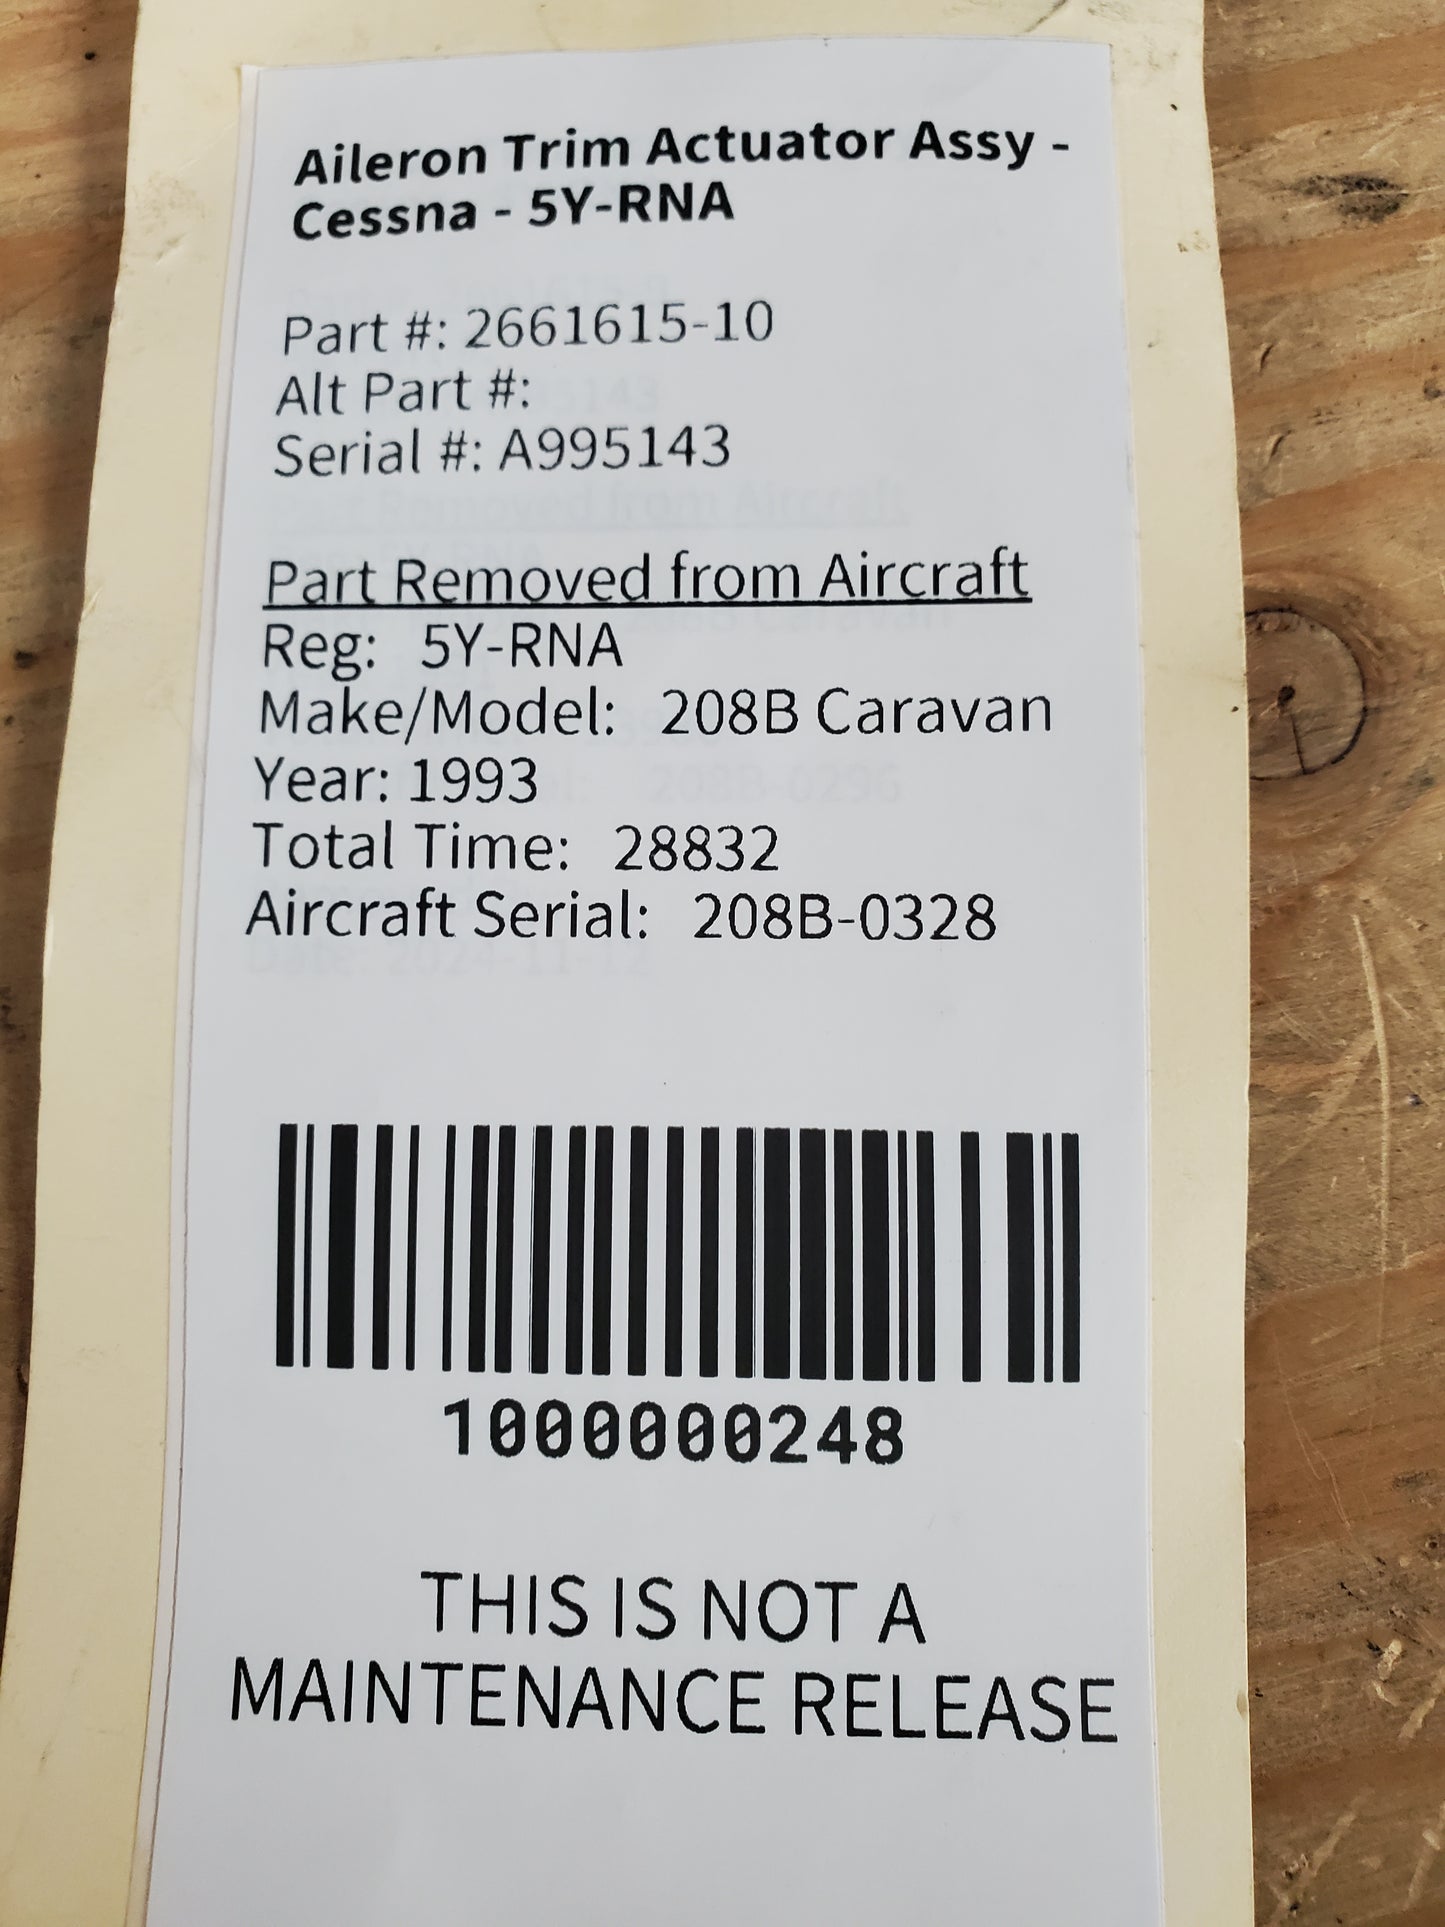 Aileron Trim Actuator Assy -
Cessna - 5Y-RNA
Part #: 2661615-10
Alt Part #:
Serial #: A995143
Part Removed from Aircraft
Reg: 5Y-RNA
Make/Model: 208B Caravan
Year: 1993
Total Time: 28832
Aircraft Serial: 208B-0328
1000000248
THIS IS NOT A
MAINTENANCE RELEASE